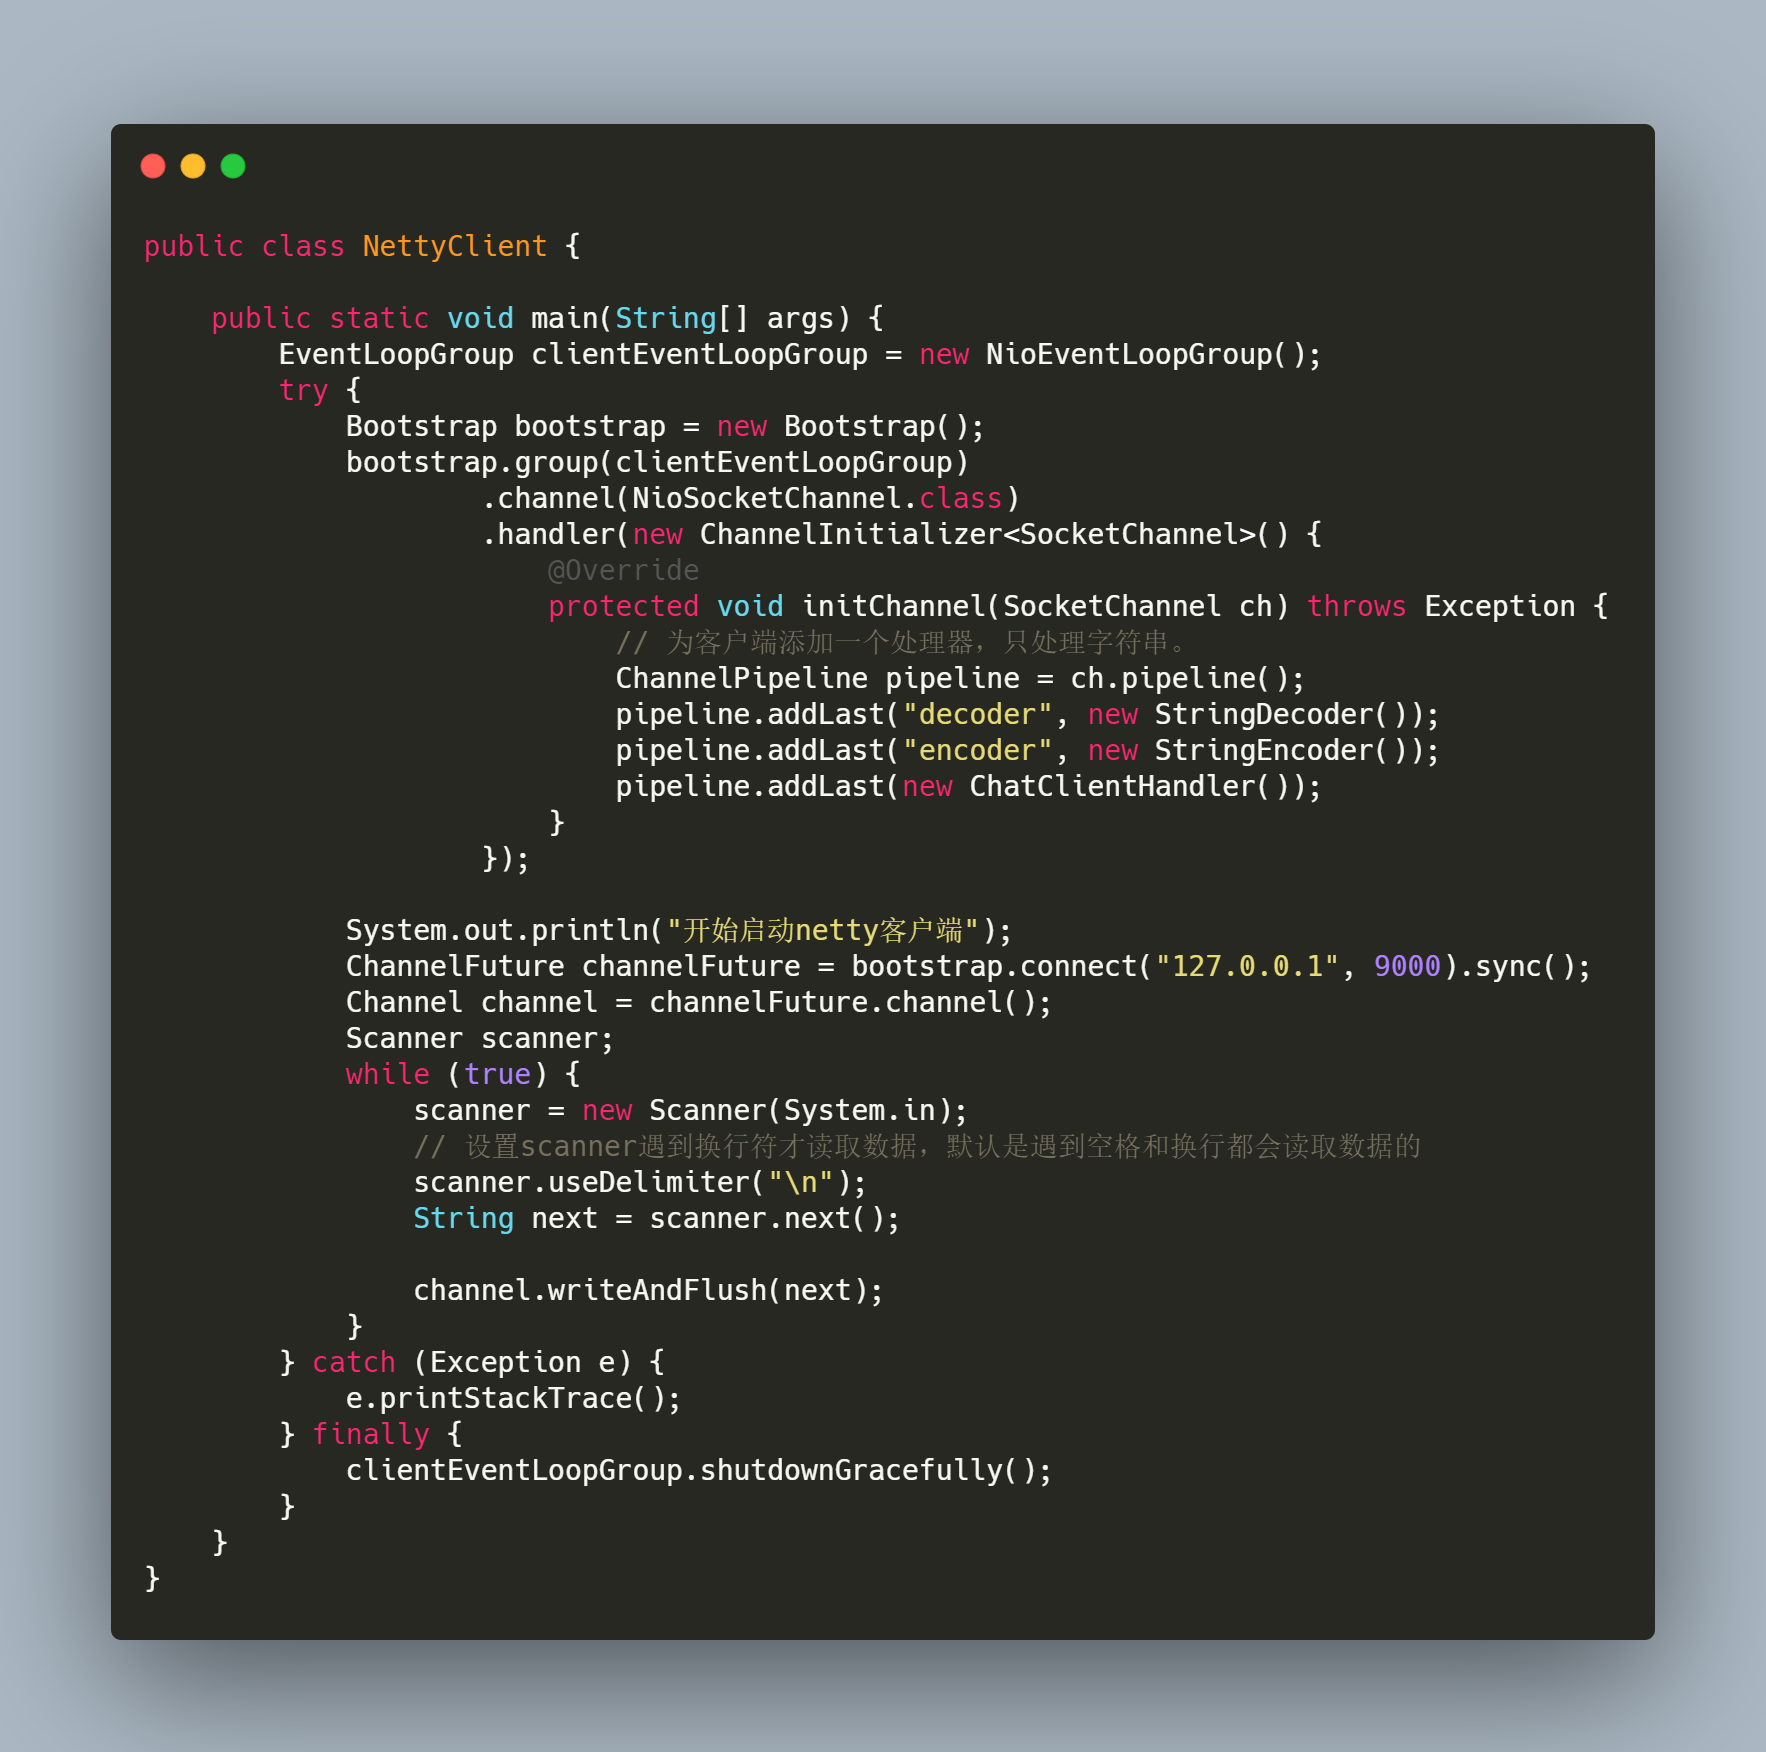 public class NettyClient {
public static void main(String[] args) {
EventLoopGroup clientEventLoopGroup = new NioEventLoopGroup();
try {
Bootstrap bootstrap = new Bootstrap();
bootstrap.group(clientEventLoopGroup)
.channel(NioSocketChannel.class)
.handler(new ChannelInitializer<SocketChannel>() {
@Override
protected void initChannel(SocketChannel ch) throws Exception {
// 为客户端添加一个处理器，只处理字符串。
ChannelPipeline pipeline = ch.pipeline();
pipeline.addLast("decoder", new StringDecoder());
pipeline.addLast("encoder", new StringEncoder());
pipeline.addLast(new ChatClientHandler());
}
});
System.out.println("开始启动netty客户端");
ChannelFuture channelFuture = bootstrap.connect("127.0.0.1", 9000).sync();
Channel channel = channelFuture.channel();
Scanner scanner;
while (true) {
scanner = new Scanner(System.in);
// 设置scanner遇到换行符才读取数据，默认是遇到空格和换行都会读取数据的
scanner.useDelimiter("\n");
String next = scanner.next();
channel.writeAndFlush(next);
}
} catch (Exception e) {
e.printStackTrace();
} finally {
clientEventLoopGroup.shutdownGracefully();
}
}
}